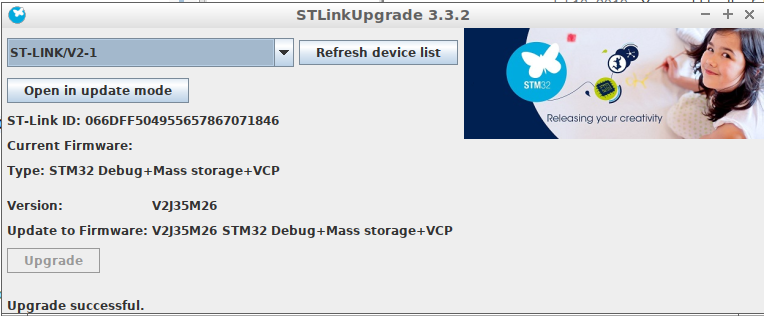 STLinkUpgrade 3.3.2
ST-LINK/V2-1
Refresh device list
Open in update mode
STM32
Releasing your creativity
ST-Link ID: 066DFF504955657867071846
Current Firmware:
Type: STM32 Debug+Mass storage+VCP
Version: V2J35M26
Update to Firmware: V2J35M26 STM32 Debug+Mass storage+VCP
Upgrade
Upgrade successful.